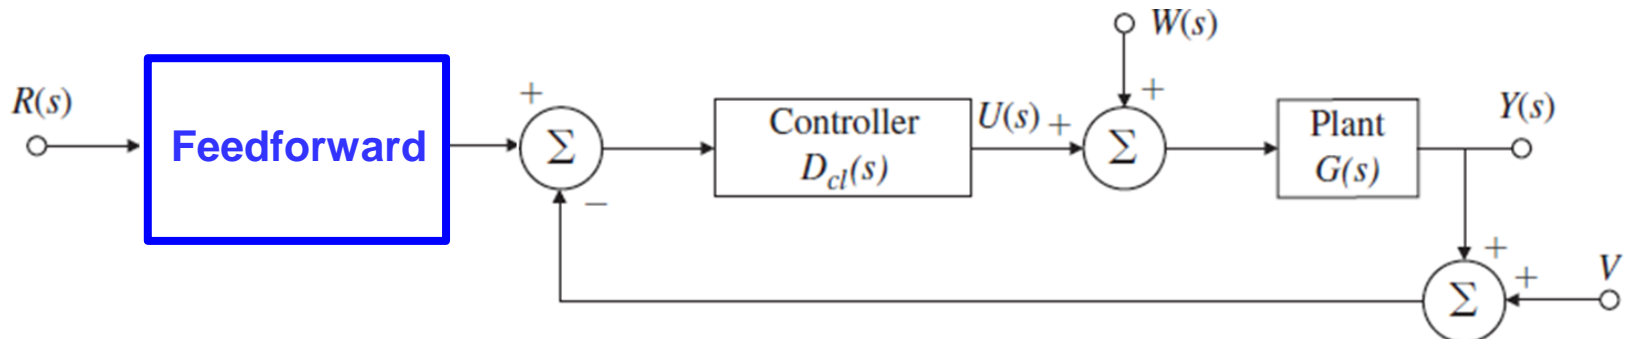 W(s)
R(s)
Feedforward
+
Σ
−
Controller
D_cl(s)
U(s)
+
+
Σ
Plant
G(s)
Y(s)
+
+
Σ
V